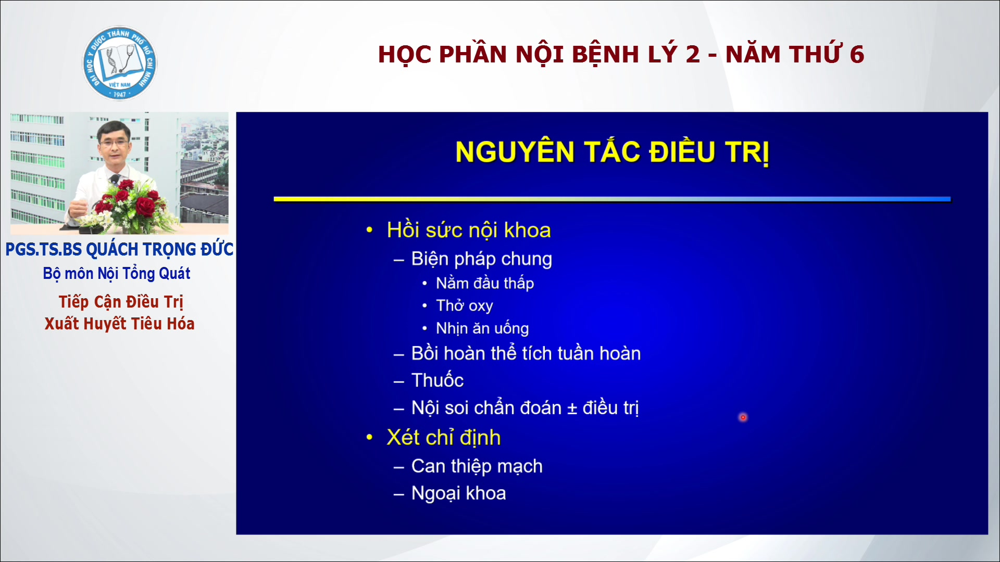 ĐẠI HỌC Y DƯỢC THÀNH PHỐ HỒ CHÍ MINH
VIỆT NAM
· 1947 ·
HỌC PHẦN NỘI BỆNH LÝ 2 - NĂM THỨ 6
PGS.TS.BS QUÁCH TRỌNG ĐỨC
Bộ môn Nội Tổng Quát
Tiếp Cận Điều Trị
Xuất Huyết Tiêu Hóa
NGUYÊN TẮC ĐIỀU TRỊ
• Hồi sức nội khoa
– Biện pháp chung
• Nằm đầu thấp
• Thở oxy
• Nhịn ăn uống
– Bồi hoàn thể tích tuần hoàn
– Thuốc
– Nội soi chẩn đoán ± điều trị
• Xét chỉ định
– Can thiệp mạch
– Ngoại khoa